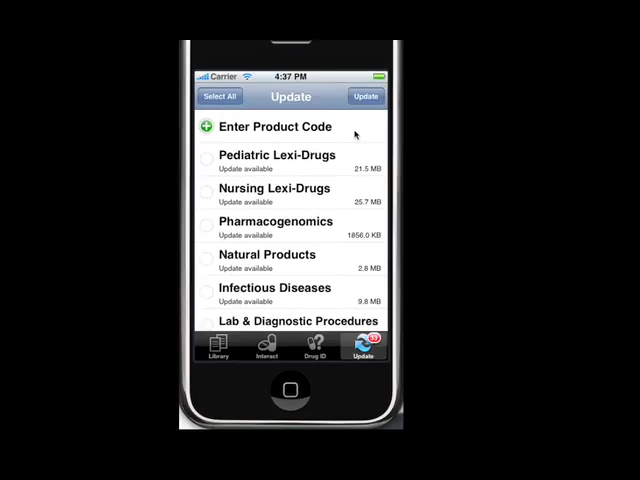 Carrier 4:37 PM
Select All Update Update
Enter Product Code
Pediatric Lexi-Drugs
Update available 21.5 MB
Nursing Lexi-Drugs
Update available 25.7 MB
Pharmacogenomics
Update available 1856.0 KB
Natural Products
Update available 2.8 MB
Infectious Diseases
Update available 9.8 MB
Lab & Diagnostic Procedures
33
Library Interact Drug ID Update